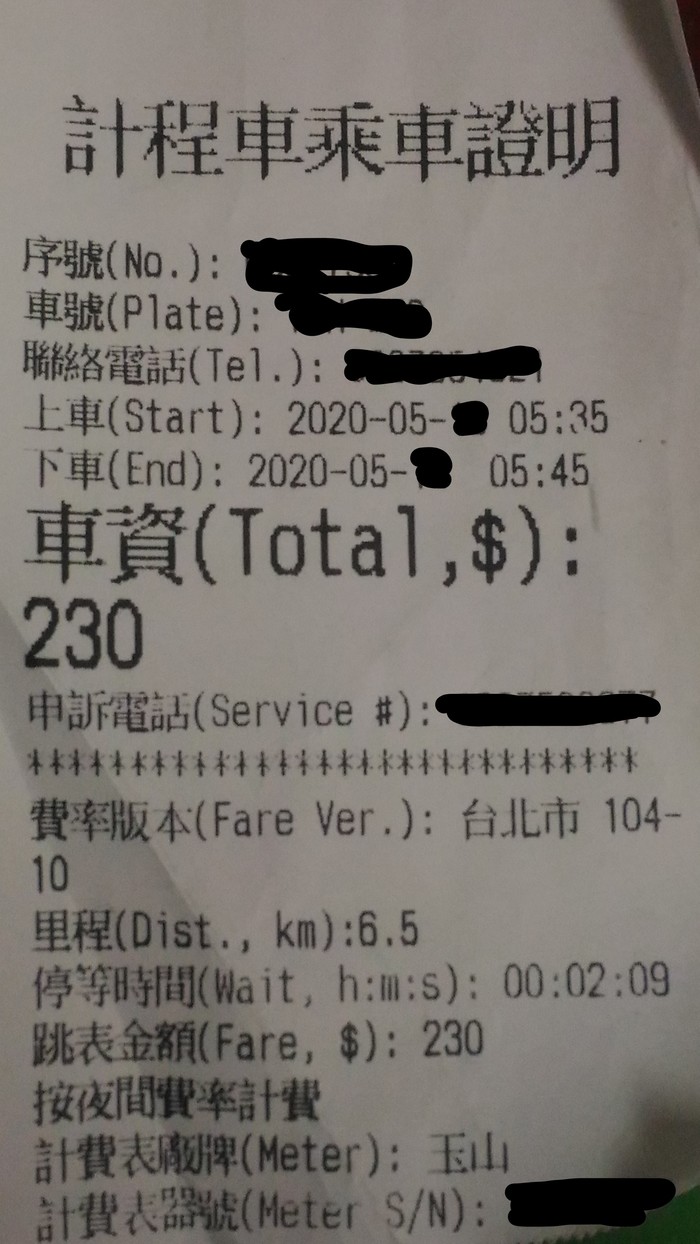 計程車乘車證明
序號(No.):
車號(Plate):
聯絡電話(Tel.):
上車(Start): 2020-05- 05:35
下車(End): 2020-05- 05:45
車資(Total,$):
230
申訴電話(Service #):
******************************
費率版本(Fare Ver.): 台北市 104-
10
里程(Dist., km):6.5
停等時間(Wait, h:m:s): 00:02:09
跳表金額(Fare, $): 230
按夜間費率計費
計費表廠牌(Meter): 玉山
計費表器號(Meter S/N):